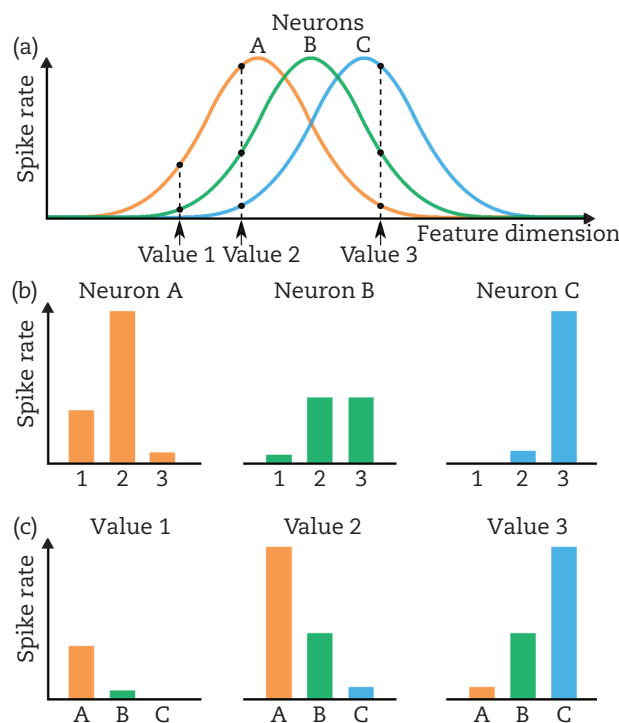 Neurons
(a)
A B C
Spike rate
Feature dimension
Value 1 Value 2 Value 3
(b)
Neuron A Neuron B Neuron C
Spike rate
1 2 3 1 2 3 1 2 3
(c)
Value 1 Value 2 Value 3
Spike rate
A B C A B C A B C